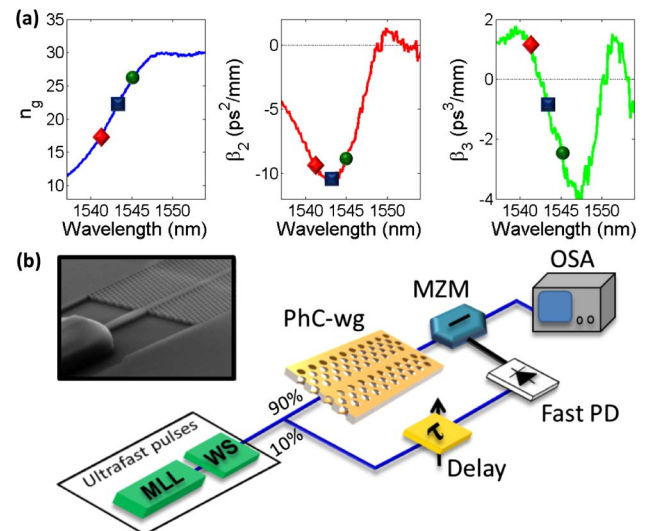 (a)
n_g
35
30
25
20
15
10
1540 1545 1550
Wavelength (nm)
β_2 (ps^2/mm)
0
-5
-10
1540 1545 1550
Wavelength (nm)
β_3 (ps^3/mm)
2
0
-2
-4
1540 1545 1550
Wavelength (nm)
(b)
OSA
MZM
PhC-wg
Fast PD
90%
10%
τ
Delay
Ultrafast pulses
WS
MLL